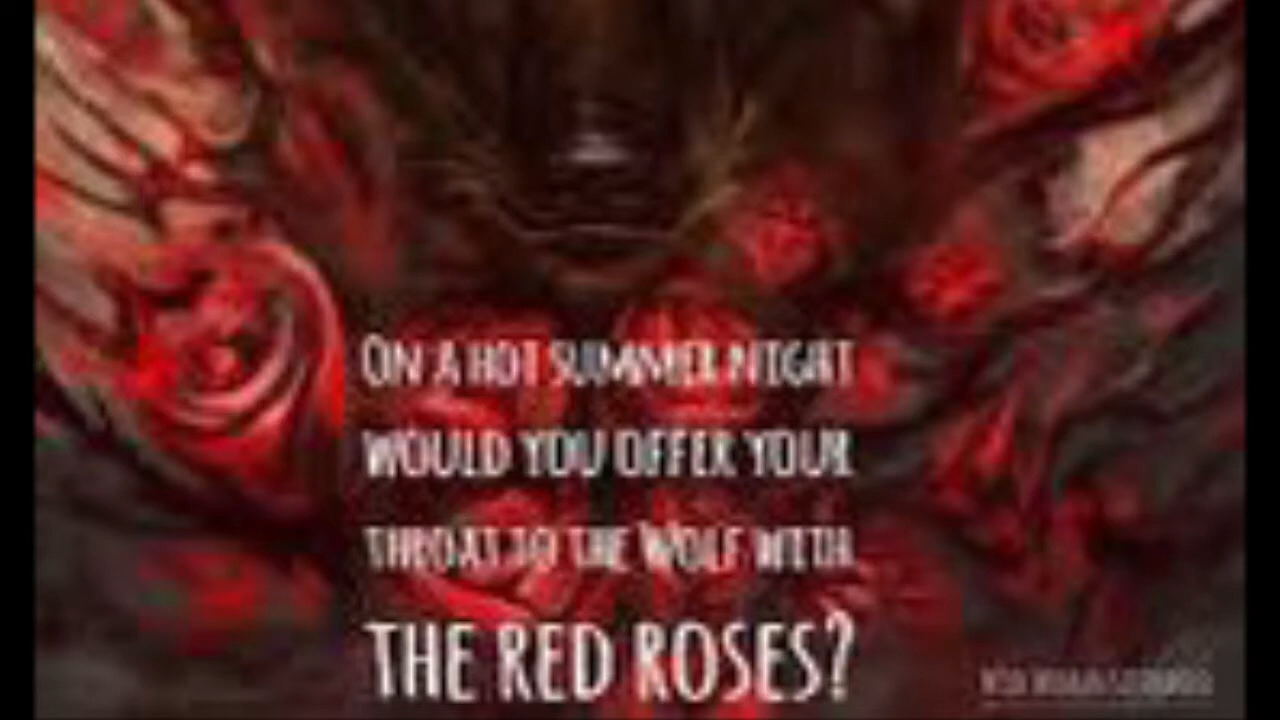 On a hot summer night
would you offer your
throat to the Wolf with
the red roses?